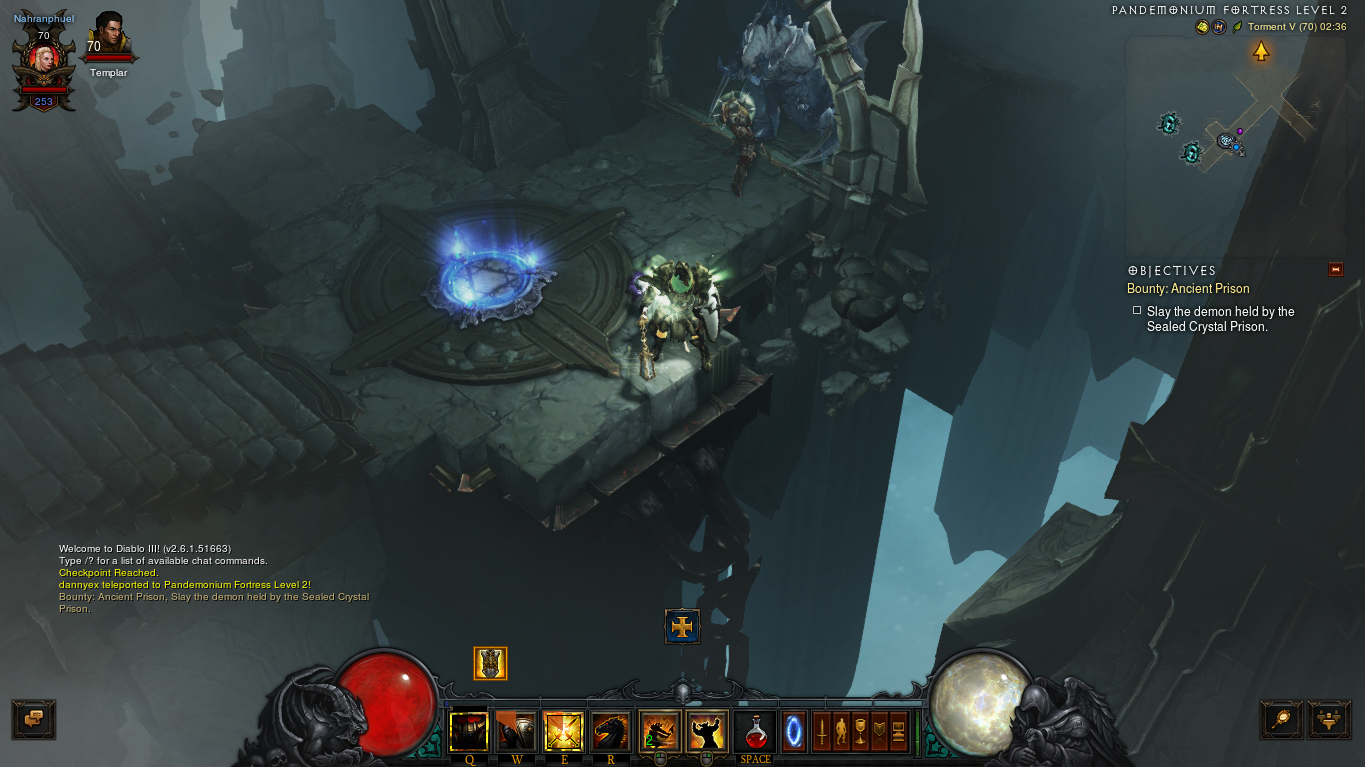 Nahranphuel
70
253
70
Templar
PANDEMONIUM FORTRESS LEVEL 2
Torment V (70) 02:36
OBJECTIVES
Bounty: Ancient Prison
Slay the demon held by the
Sealed Crystal Prison.
Welcome to Diablo III! (v2.6.1.51663)
Type /? for a list of available chat commands.
Checkpoint Reached.
dannyex teleported to Pandemonium Fortress Level 2!
Bounty: Ancient Prison, Slay the demon held by the Sealed Crystal
Prison.
2
Q W E R SPACE